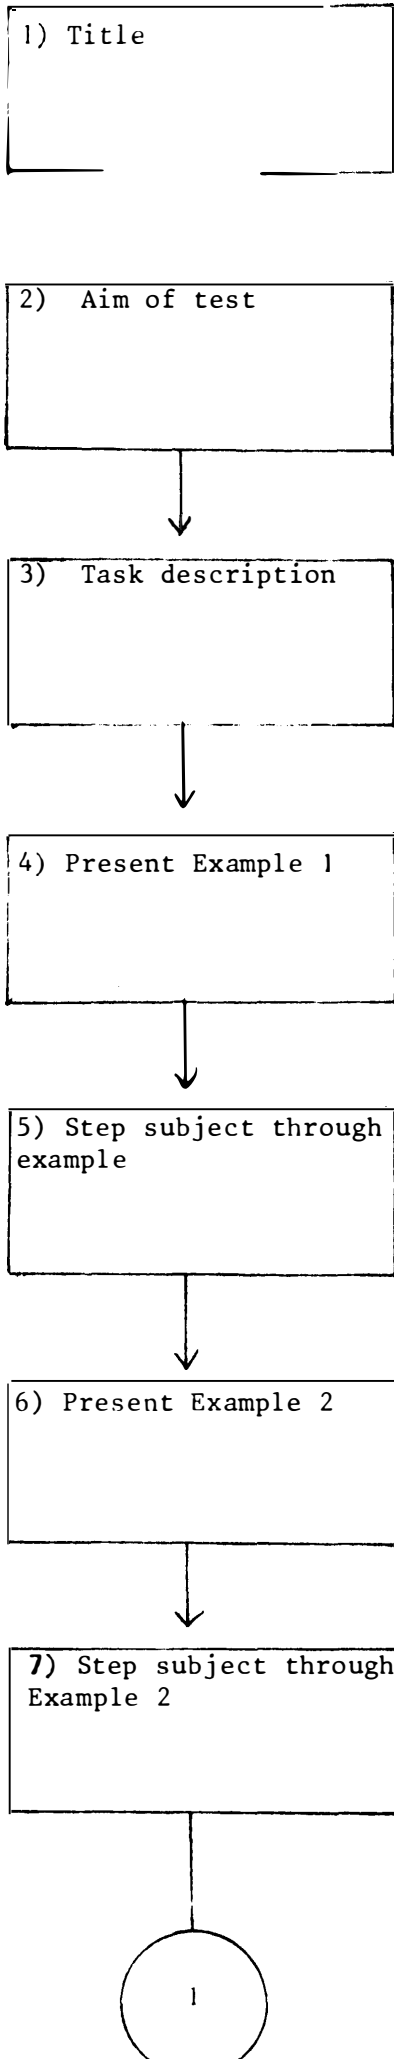 1) Title
2) Aim of test
3) Task description
4) Present Example 1
5) Step subject through
example
6) Present Example 2
7) Step subject through
Example 2
1